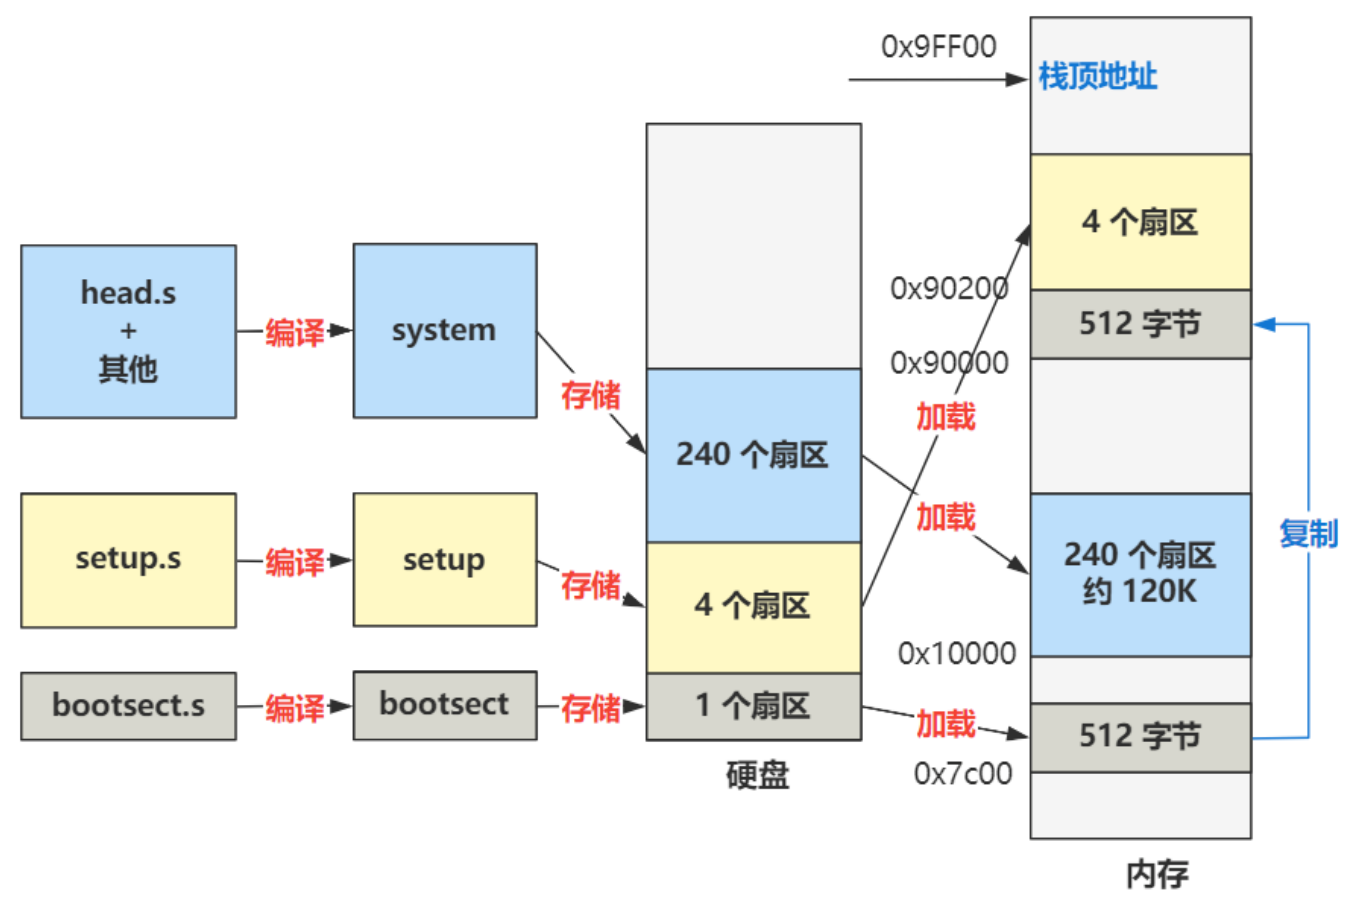 0x9FF00
栈顶地址
4 个扇区
head.s
+
其他
编译
system
存储
0x90200
512 字节
0x90000
加载
240 个扇区
加载
240 个扇区
约 120K
复制
setup.s
编译
setup
存储
4 个扇区
0x10000
bootsect.s
编译
bootsect
存储
1 个扇区
加载
512 字节
0x7c00
硬盘
内存